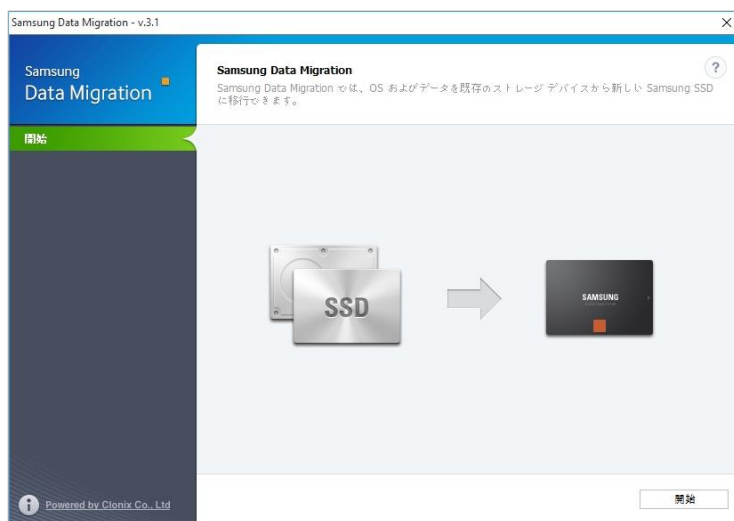 Samsung Data Migration - v.3.1
Samsung
Data Migration
開始
Samsung Data Migration
Samsung Data Migration では、OS およびデータを既存のストレージ デバイスから新しい Samsung SSD
に移行できます。
?
SSD
SAMSUNG
Powered by Clonix Co., Ltd
開始